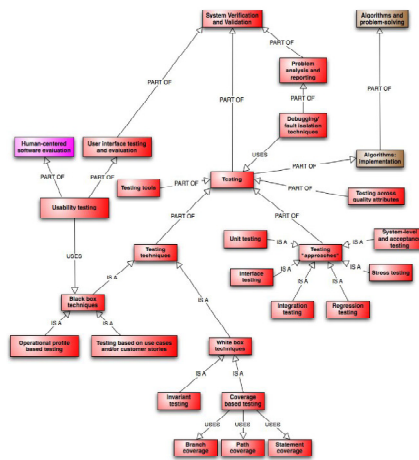 System Verification
and Validation
Algorithms and
problem-solving
PART OF
PART OF
PART OF
PART OF
Problem
analysis and
reporting
PART OF
Human-centered
software evaluation
User interface testing
and evaluation
Debugging/
fault isolation
techniques
USES
PART OF
Algorithms:
implementation
PART OF
PART OF
Testing tools
PART OF
Testing
PART OF
Usability testing
PART OF
PART OF
Testing across
quality attributes
USES
Testing
techniques
Unit testing
IS A
Testing
"approaches"
IS A
System-level
and acceptance
testing
Interface
testing
IS A
IS A
Stress testing
IS A
IS A
IS A
IS A
Black box
techniques
Integration
testing
Regression
testing
IS A
IS A
Operational profile
based testing
Testing based on use cases
and/or customer stories
White box
techniques
IS A
IS A
Invariant
testing
Coverage
based testing
USES
USES
USES
Branch
coverage
Path
coverage
Statement
coverage